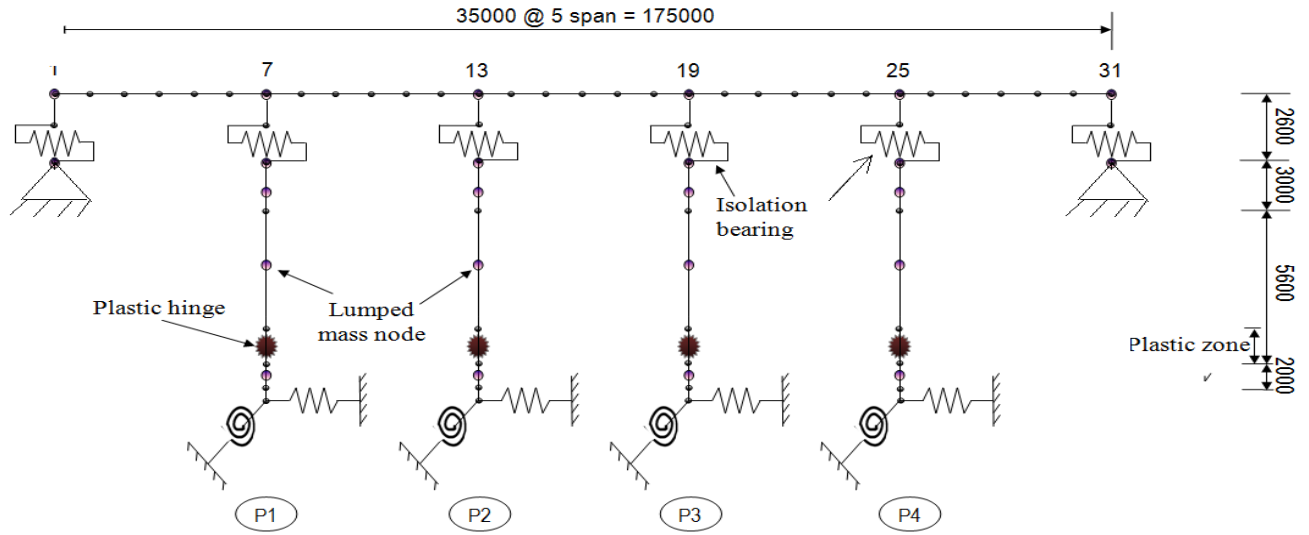 35000 @ 5 span = 175000
1 7 13 19 25 31
2600
3000
5600
2000
Isolation
bearing
Plastic hinge
Lumped
mass node
Plastic zone
P1 P2 P3 P4